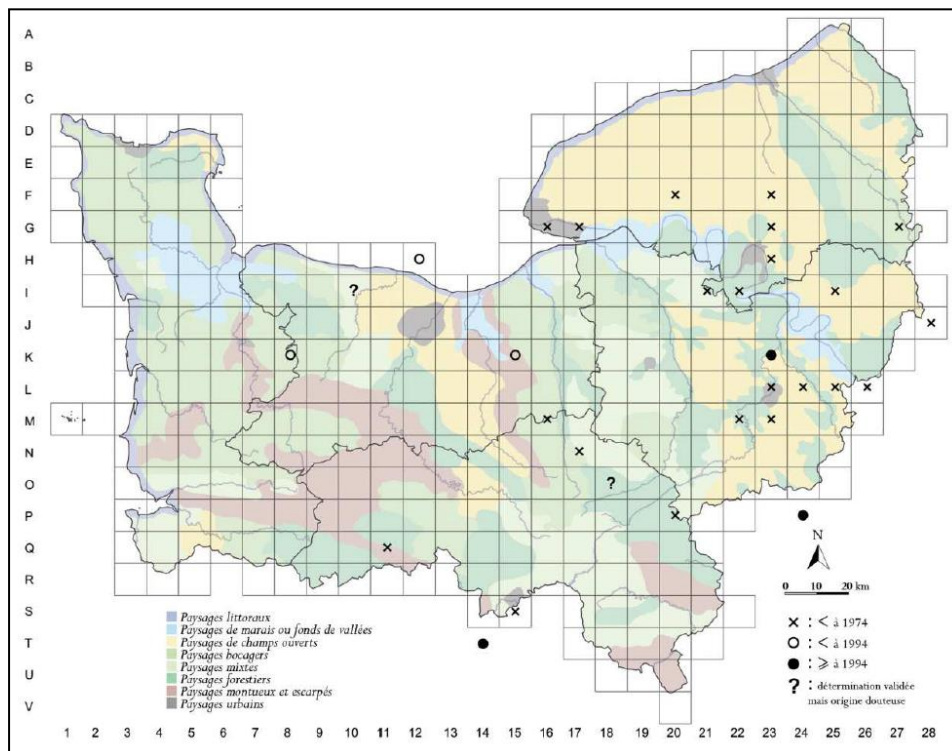 A
B
C
D
E
F
G
H
I
J
K
L
M
N
O
P
Q
R
S
T
U
V
1 2 3 4 5 6 7 8 9 10 11 12 13 14 15 16 17 18 19 20 21 22 23 24 25 26 27 28
?
?
N
0 10 20 km
× : < à 1974
○ : < à 1994
● : ⩾ à 1994
? : détermination validée
mais origine douteuse
Paysages littoraux
Paysages de marais ou fonds de vallées
Paysages de champs ouverts
Paysages bocagers
Paysages mixtes
Paysages forestiers
Paysages montueux et escarpés
Paysages urbains